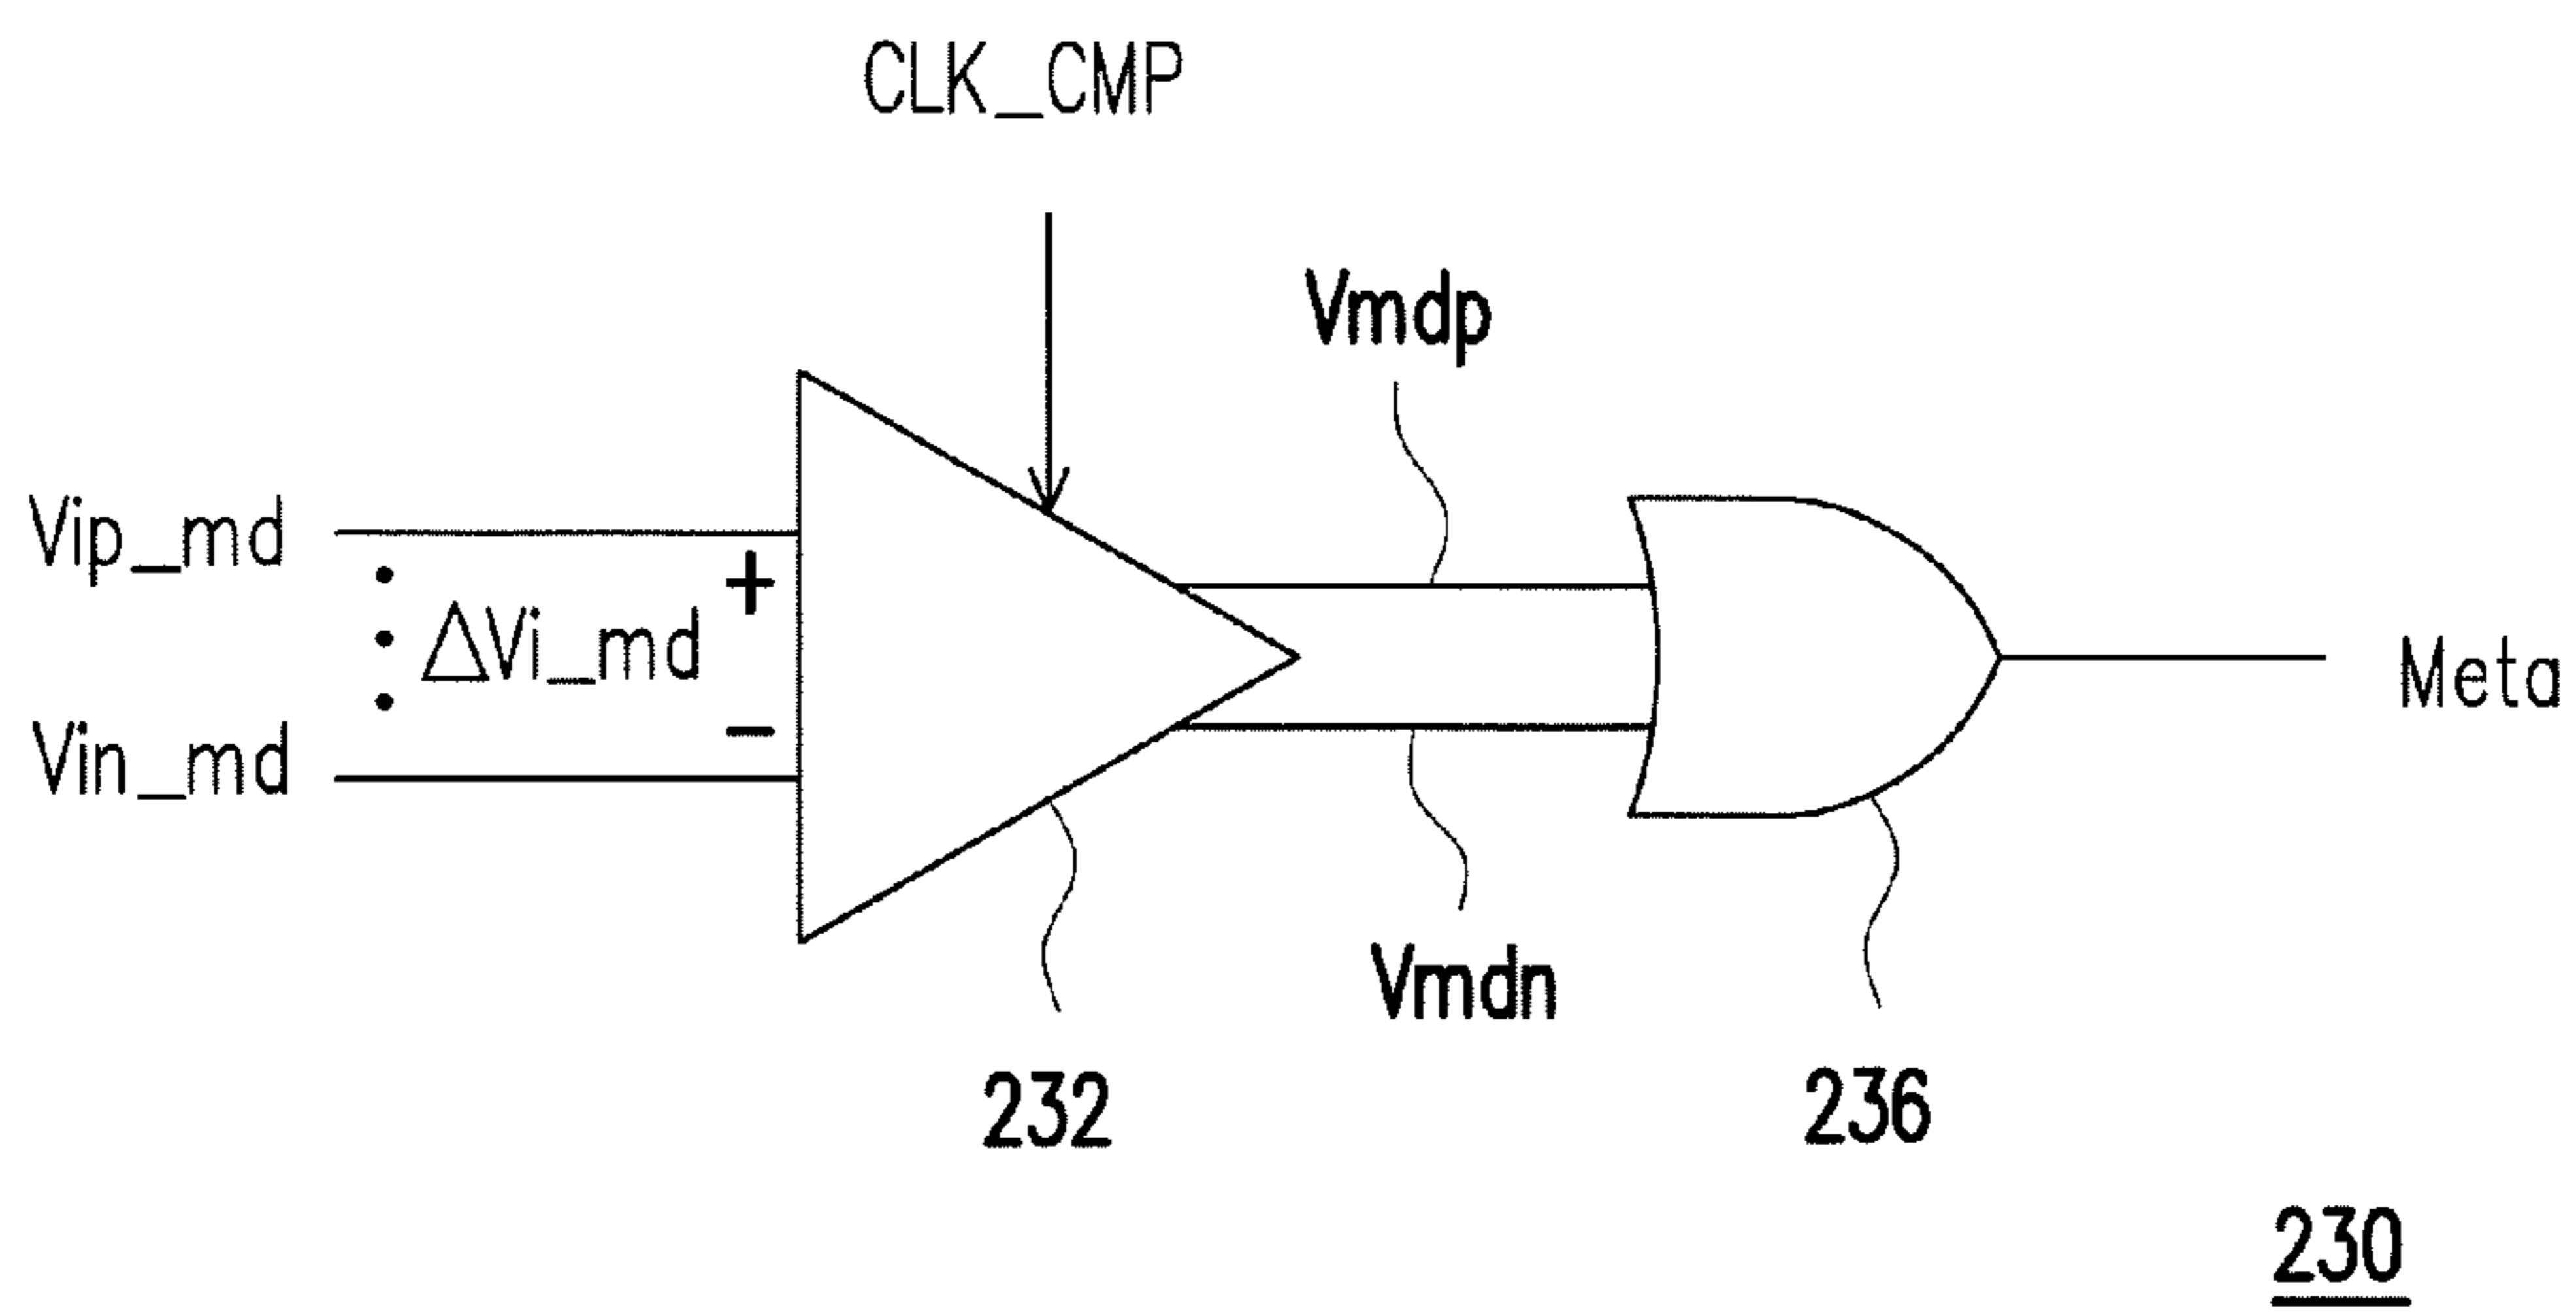 CLK_CMP
Vmdp
Vip_md
+
ΔVi_md
−
Vin_md
Meta
Vmdn
232
236
230